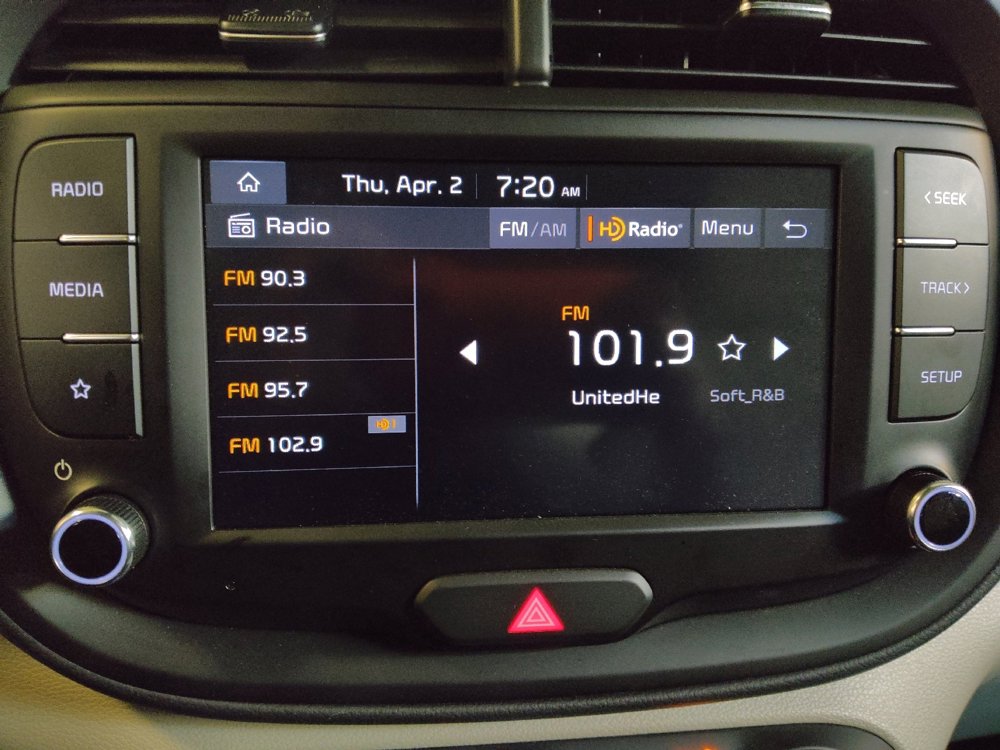 Thu, Apr. 2 7:20 AM
Radio FM/AM HD Radio® Menu
RADIO
MEDIA
FM 90.3
FM 92.5
FM 95.7
HD1
FM 102.9
FM
101.9
UnitedHe Soft_R&B
< SEEK
TRACK >
SETUP